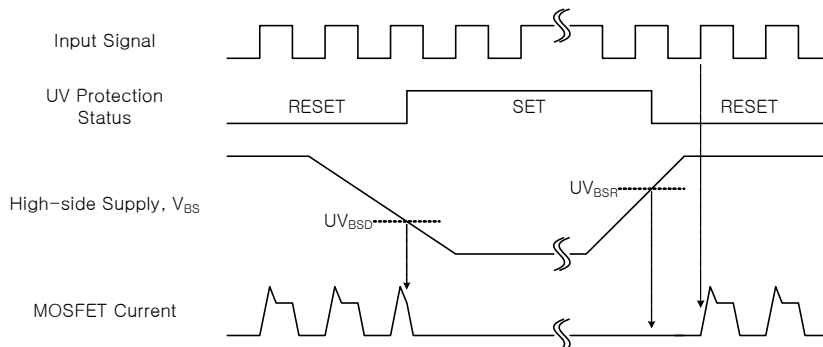 Input Signal
UV Protection
Status
RESET
SET
RESET
High-side Supply, VBS
UVBSD
UVBSR
MOSFET Current